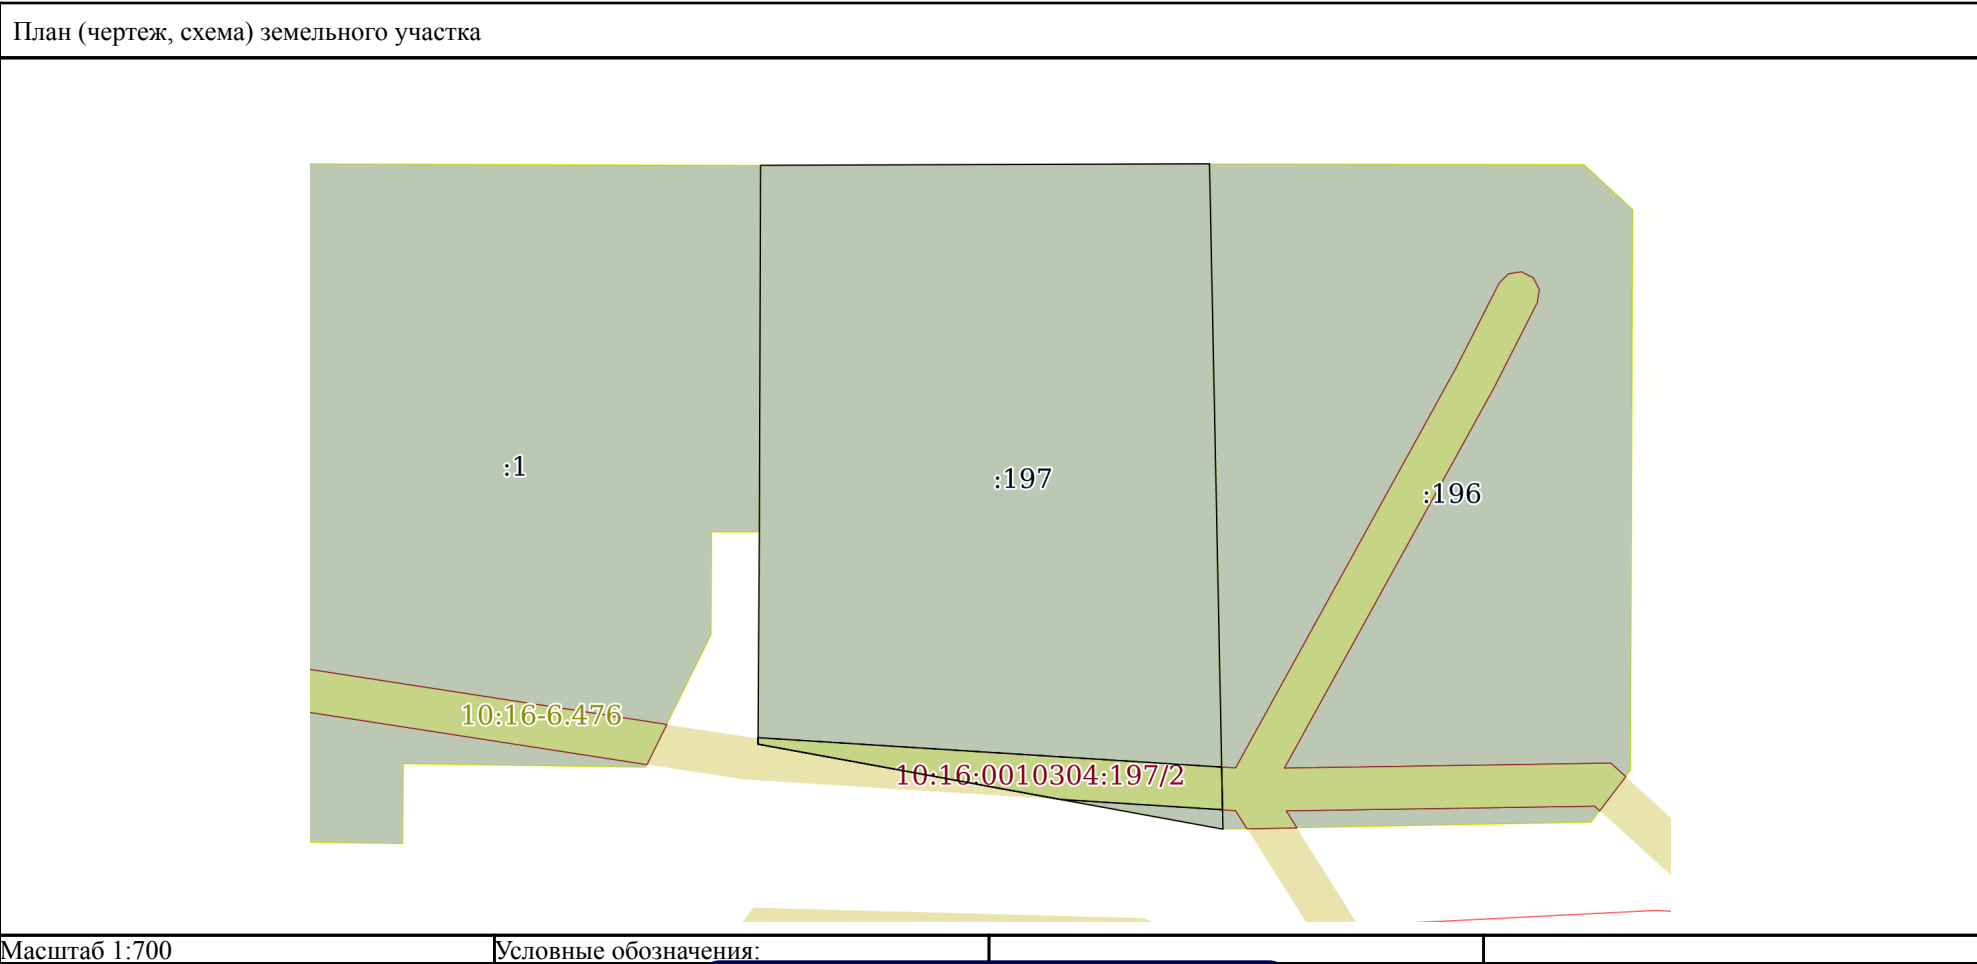 План (чертеж, схема) земельного участка
:1
:197
:196
10:16-6.476
10:16:0010304:197/2
Масштаб 1:700
Условные обозначения: